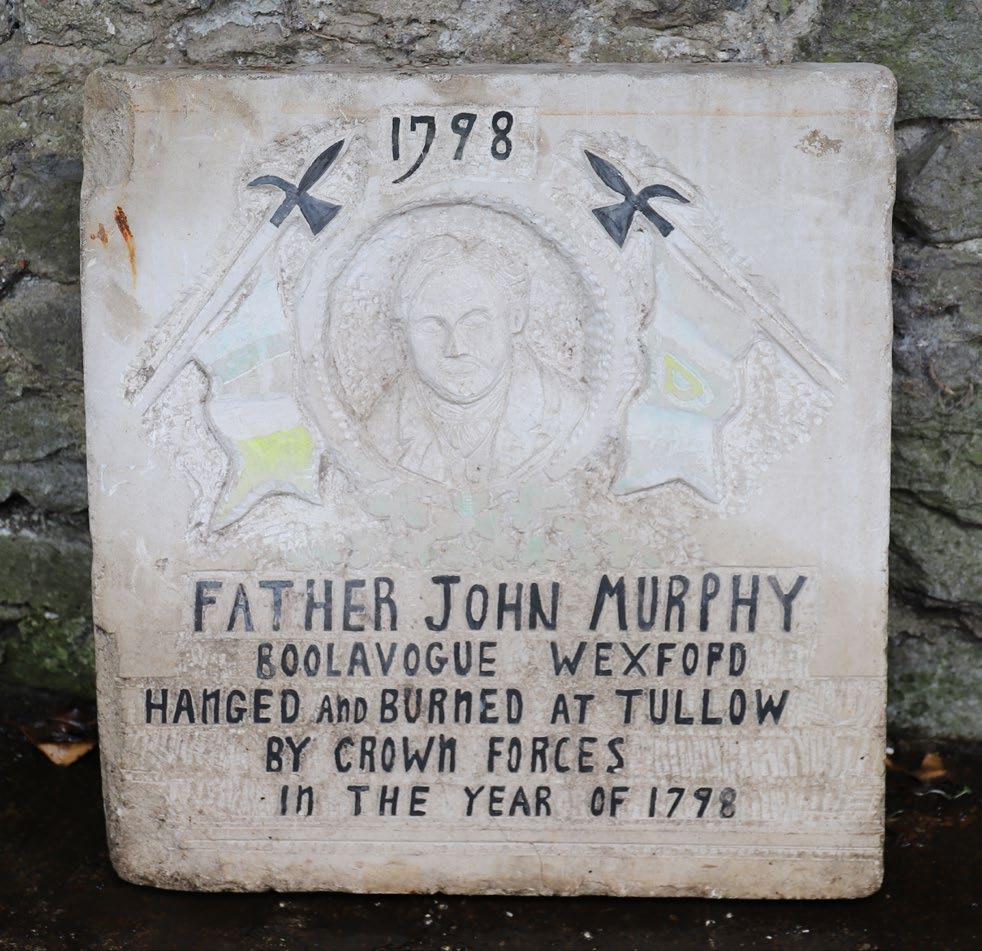 1798
FATHER JOHN MURPHY
BOOLAVOGUE WEXFORD
HANGED AnD BURNED AT TULLOW
BY CROWN FORCES
In THE YEAR OF 1798